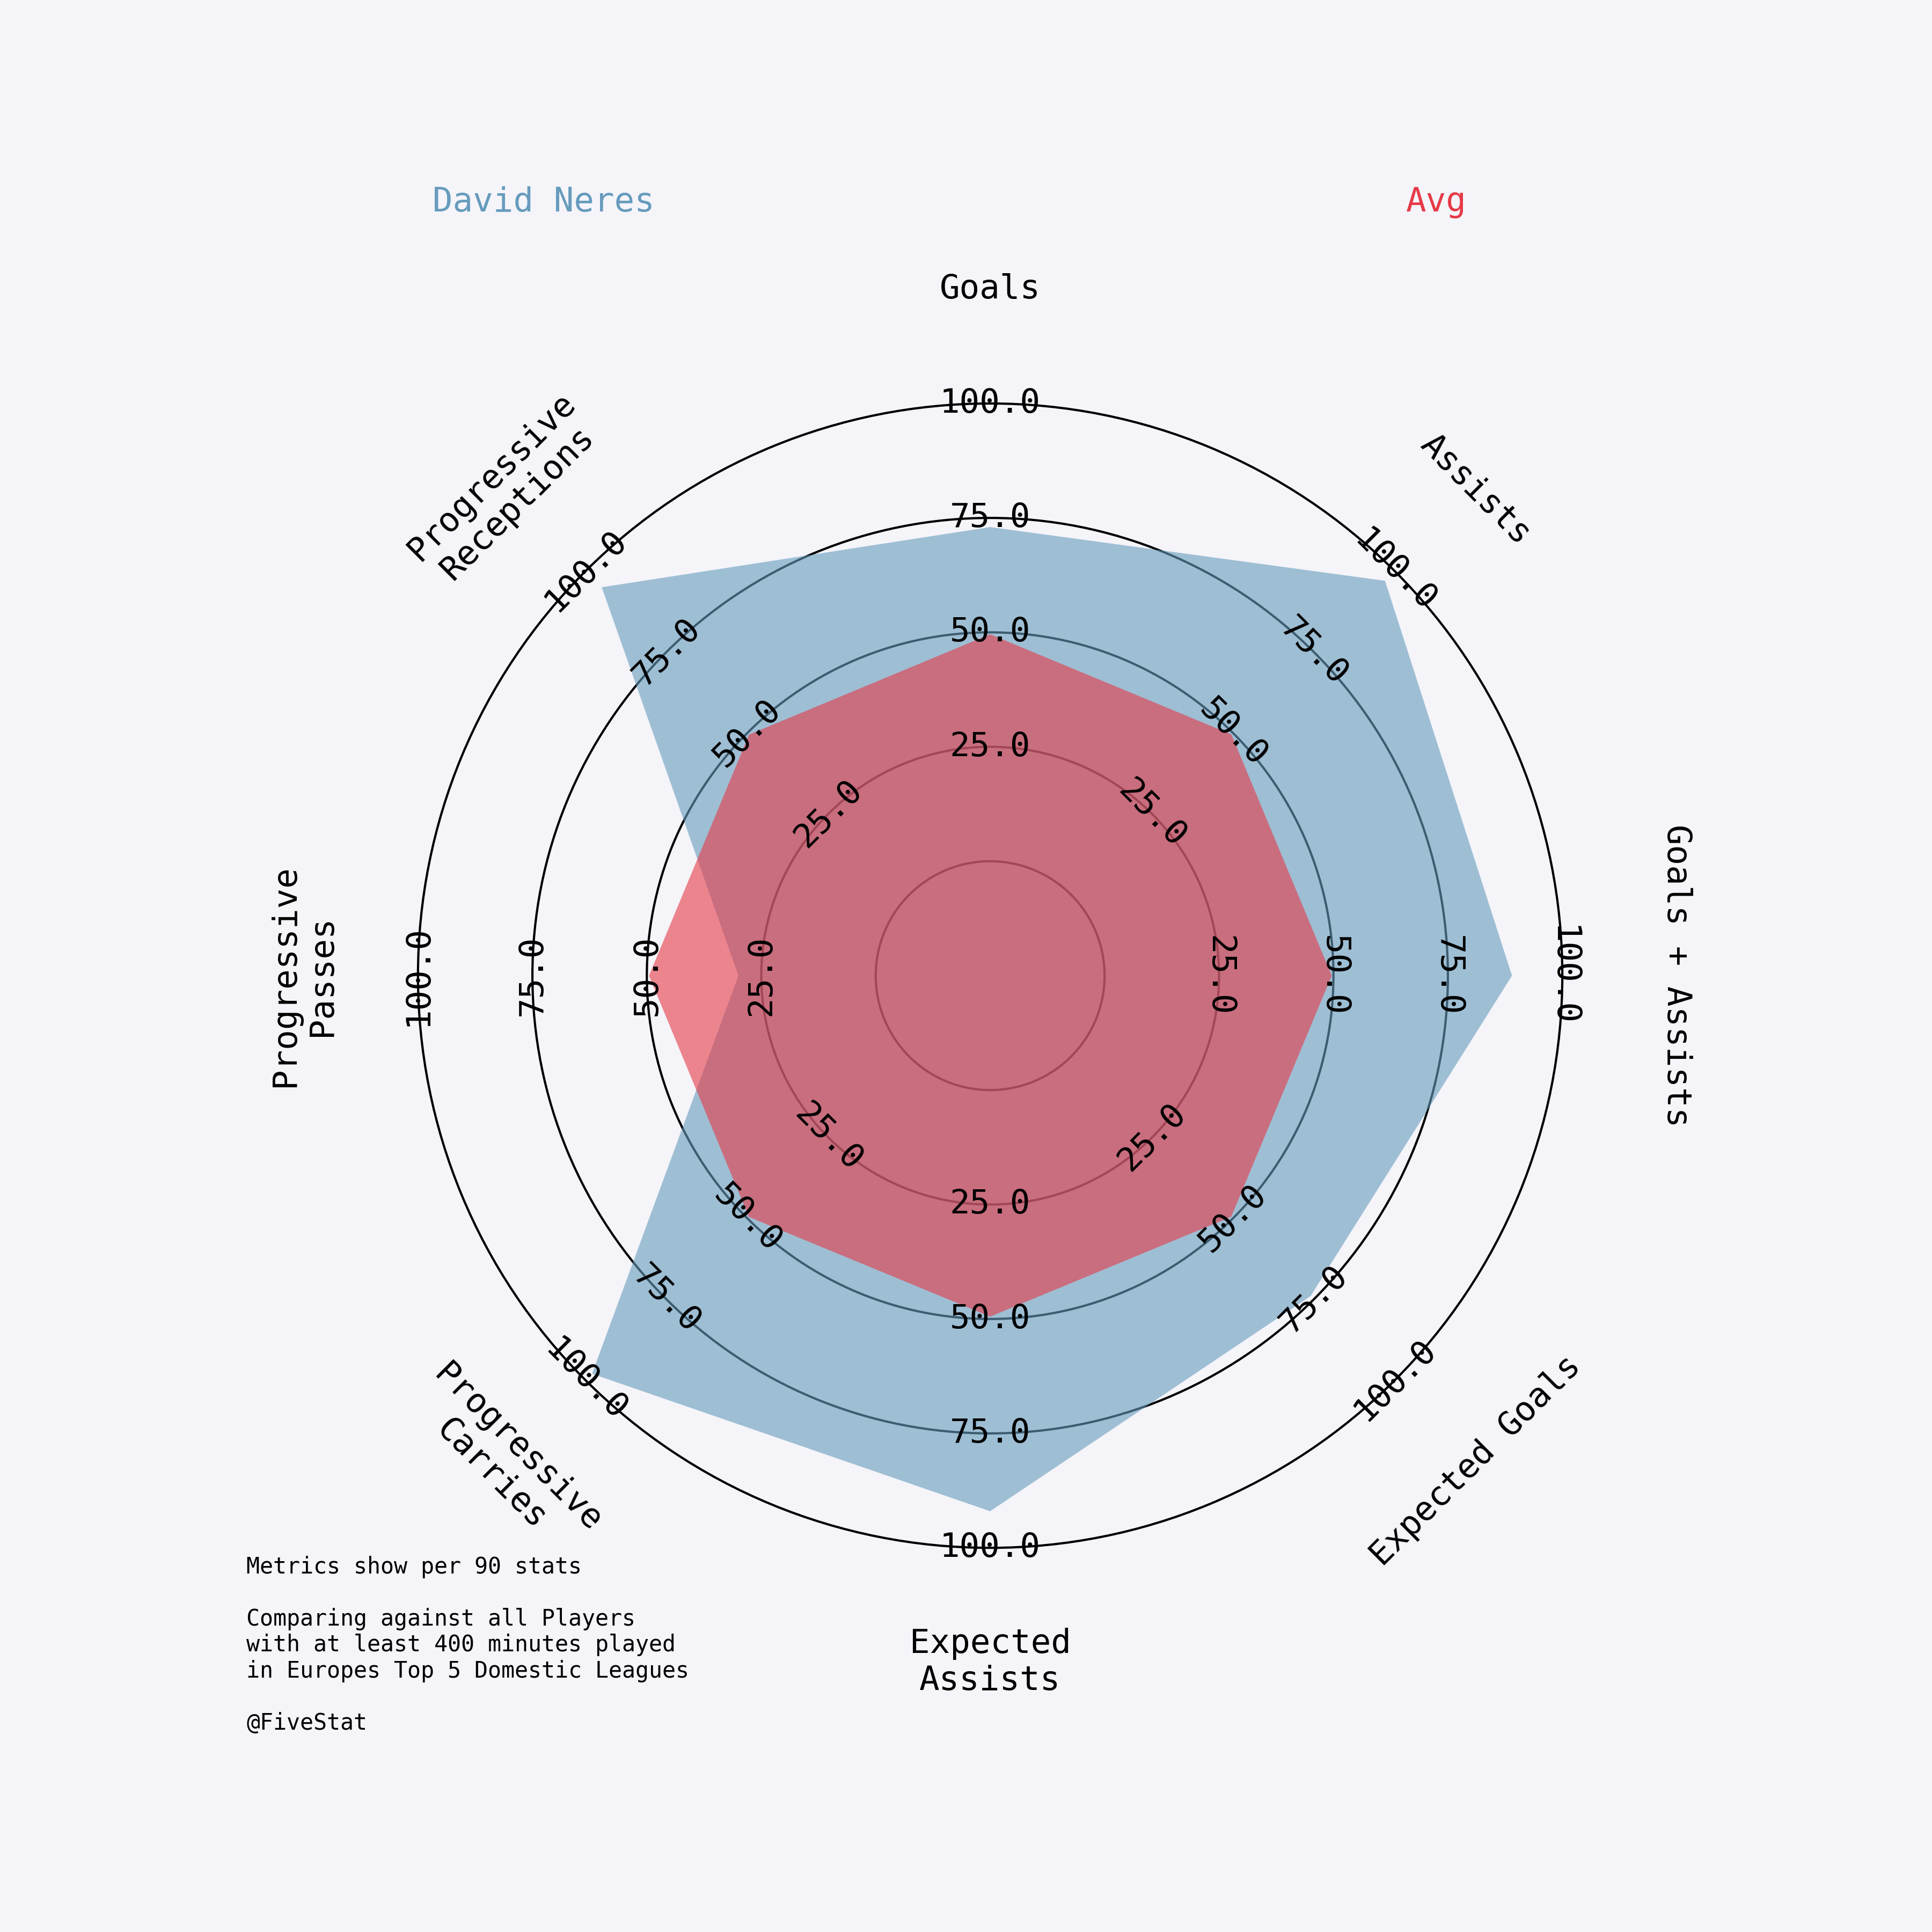 David Neres
Avg
Goals
Assists
Goals + Assists
Expected Goals
Expected
Assists
Progressive
Carries
Progressive
Passes
Progressive
Receptions
25.0
50.0
75.0
100.0
25.0
50.0
75.0
100.0
25.0
50.0
75.0
100.0
25.0
50.0
75.0
100.0
25.0
50.0
75.0
100.0
25.0
50.0
75.0
100.0
25.0
50.0
75.0
100.0
25.0
50.0
75.0
100.0
Metrics show per 90 stats
Comparing against all Players
with at least 400 minutes played
in Europes Top 5 Domestic Leagues
@FiveStat